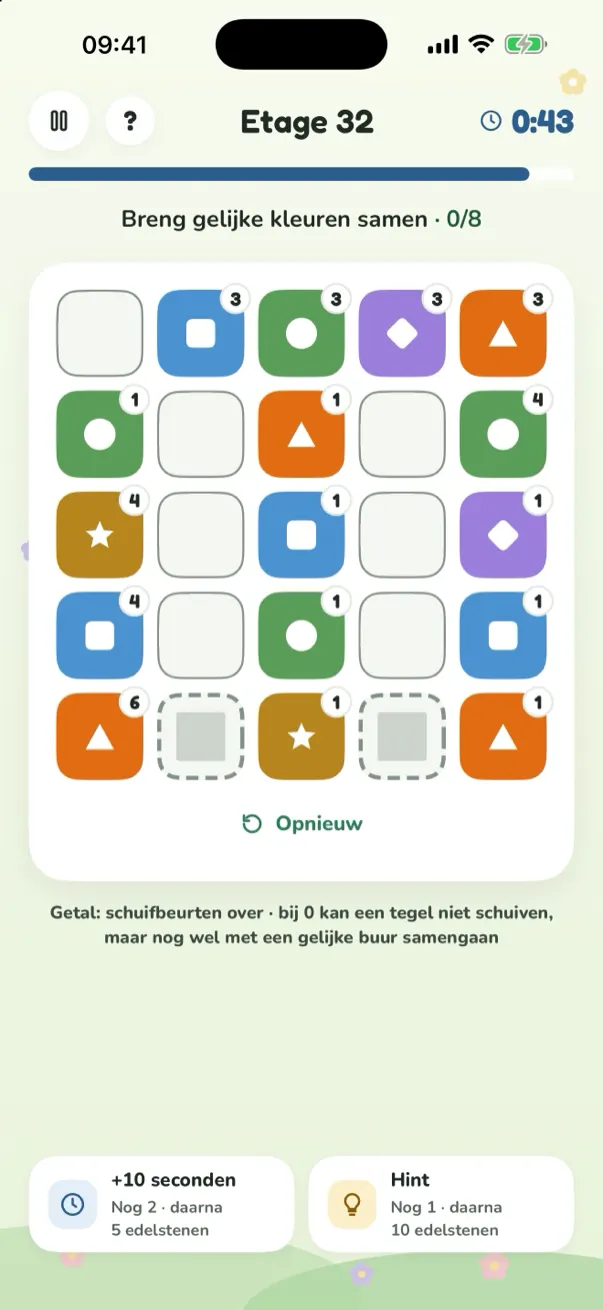 09:41
?
Etage 32
0:43
Breng gelijke kleuren samen · 0/8
3 3 3 3
1 1 4
4 1 1
4 1 1
6 1 1
Opnieuw
Getal: schuifbeurten over · bij 0 kan een tegel niet schuiven,
maar nog wel met een gelijke buur samengaan
+10 seconden
Nog 2 · daarna
5 edelstenen
Hint
Nog 1 · daarna
10 edelstenen